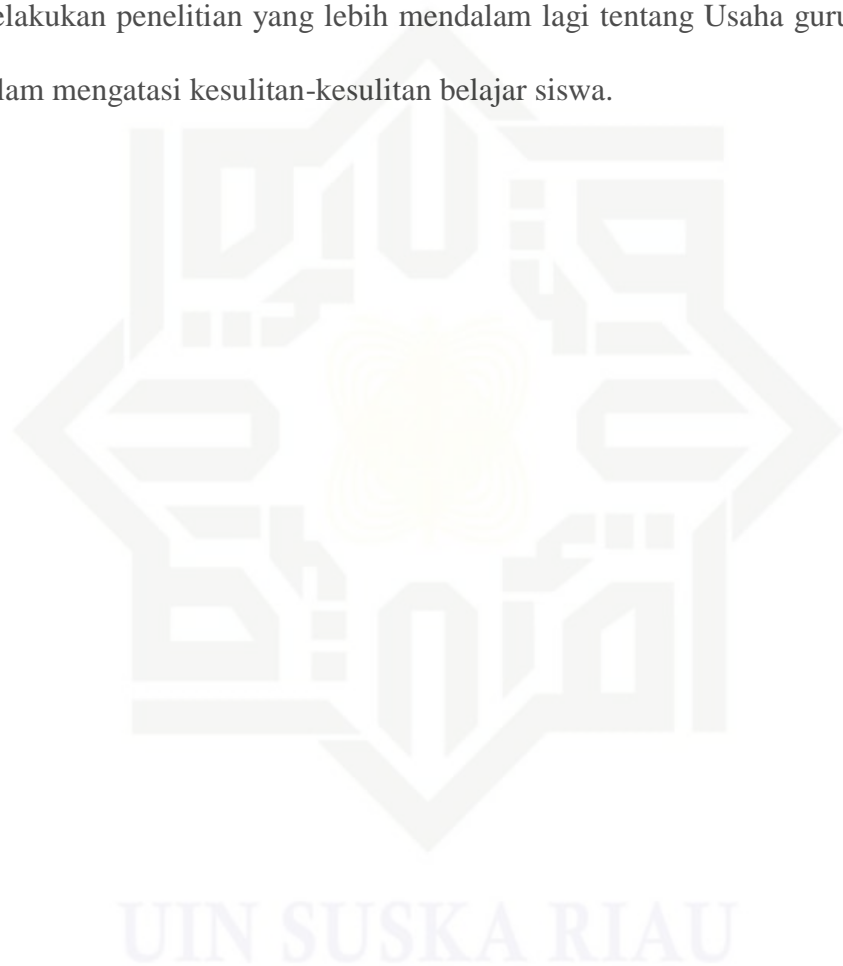 elakukan penelitian yang lebih mendalam lagi tentang Usaha guru
lam mengatasi kesulitan-kesulitan belajar siswa.
UIN SUSKA RIAU